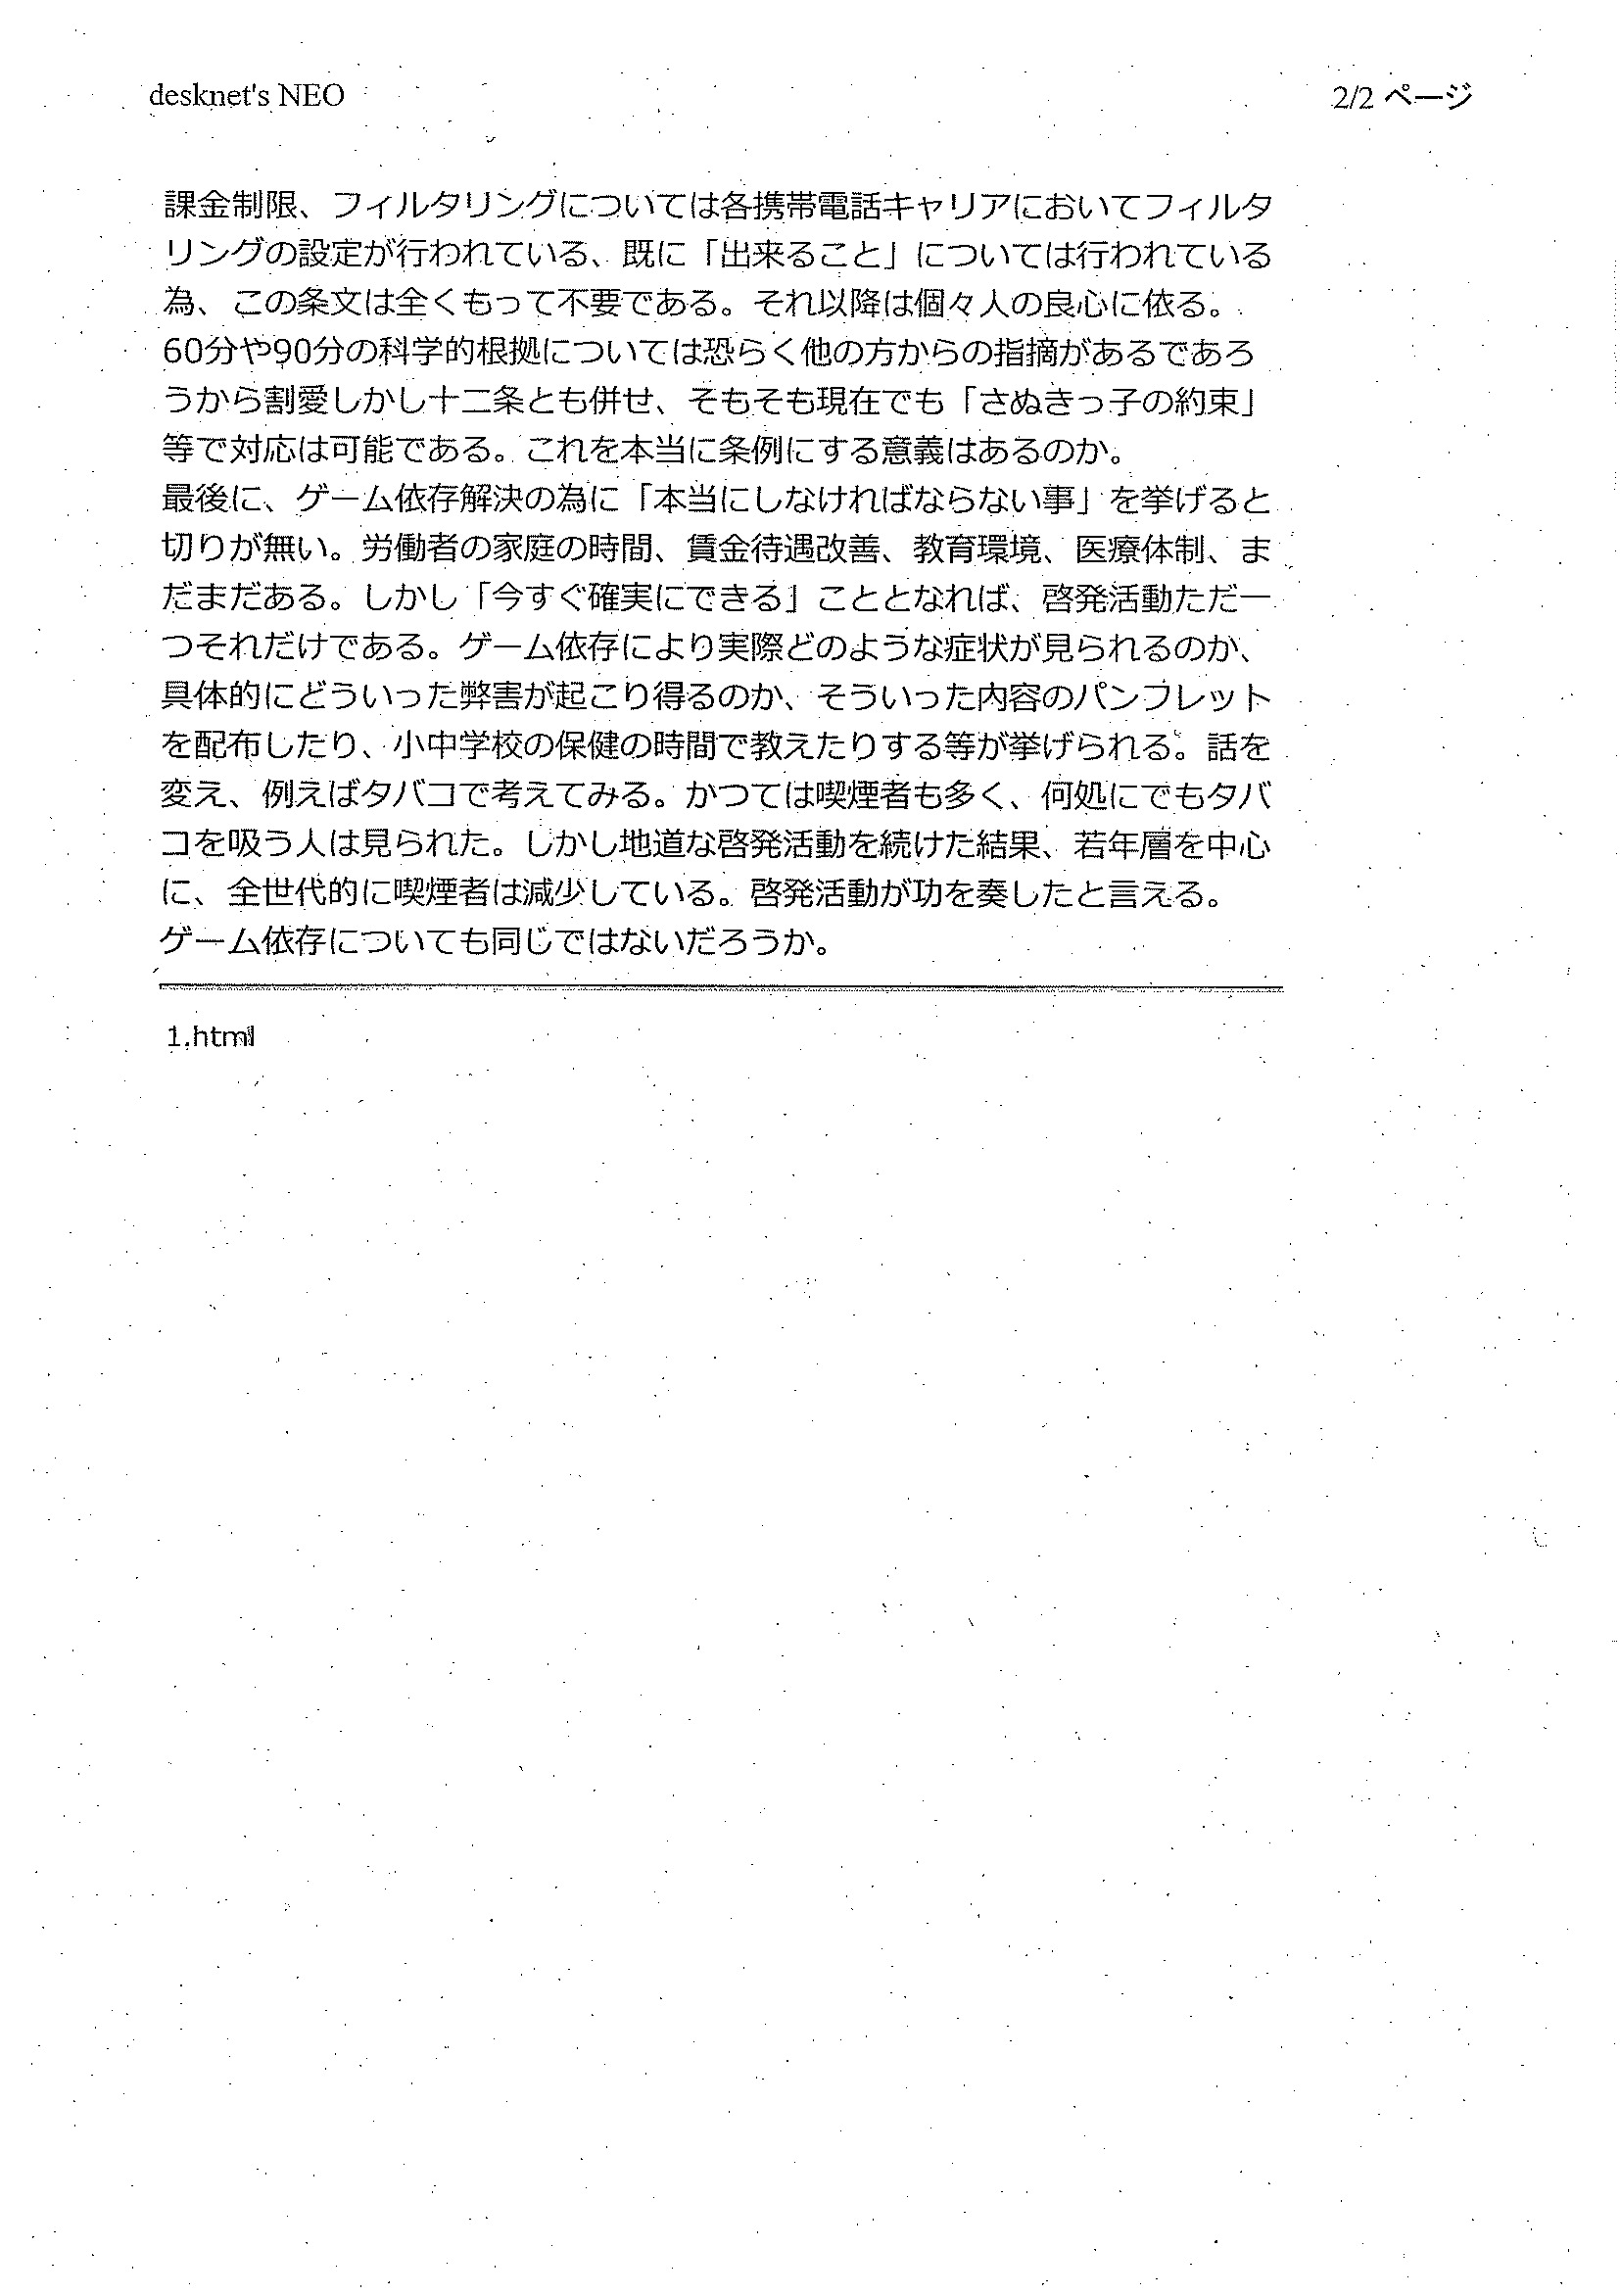 desknet's NEO
2/2 ページ
課金制限、フィルタリングについては各携帯電話キャリアにおいてフィルタ
リングの設定が行われている、既に「出来ること」については行われている
為、この条文は全くもって不要である。それ以降は個々人の良心に依る。
60分や90分の科学的根拠については恐らく他の方からの指摘があるであろ
うから割愛しかし十二条とも併せ、そもそも現在でも「さぬきっ子の約束」
等で対応は可能である。これを本当に条例にする意義はあるのか。
最後に、ゲーム依存解決の為に「本当にしなければならない事」を挙げると
切りが無い。労働者の家庭の時間、賃金待遇改善、教育環境、医療体制、ま
だまだある。しかし「今すぐ確実にできる」こととなれば、啓発活動ただ一
つそれだけである。ゲーム依存により実際どのような症状が見られるのか、
具体的にどういった弊害が起こり得るのか、そういった内容のパンフレット
を配布したり、小中学校の保健の時間で教えたりする等が挙げられる。話を
変え、例えばタバコで考えてみる。かつては喫煙者も多く、何処にでもタバ
コを吸う人は見られた。しかし地道な啓発活動を続けた結果、若年層を中心
に、全世代的に喫煙者は減少している。啓発活動が功を奏したと言える。
ゲーム依存についても同じではないだろうか。
1.html